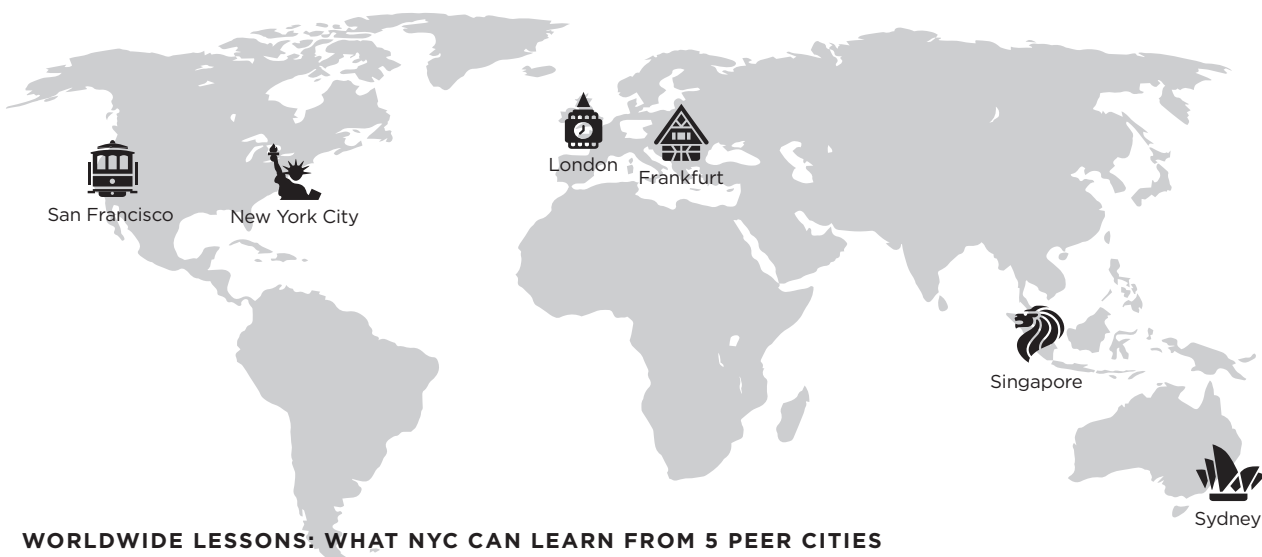 London
Frankfurt
San Francisco
New York City
Singapore
Sydney
WORLDWIDE LESSONS: WHAT NYC CAN LEARN FROM 5 PEER CITIES